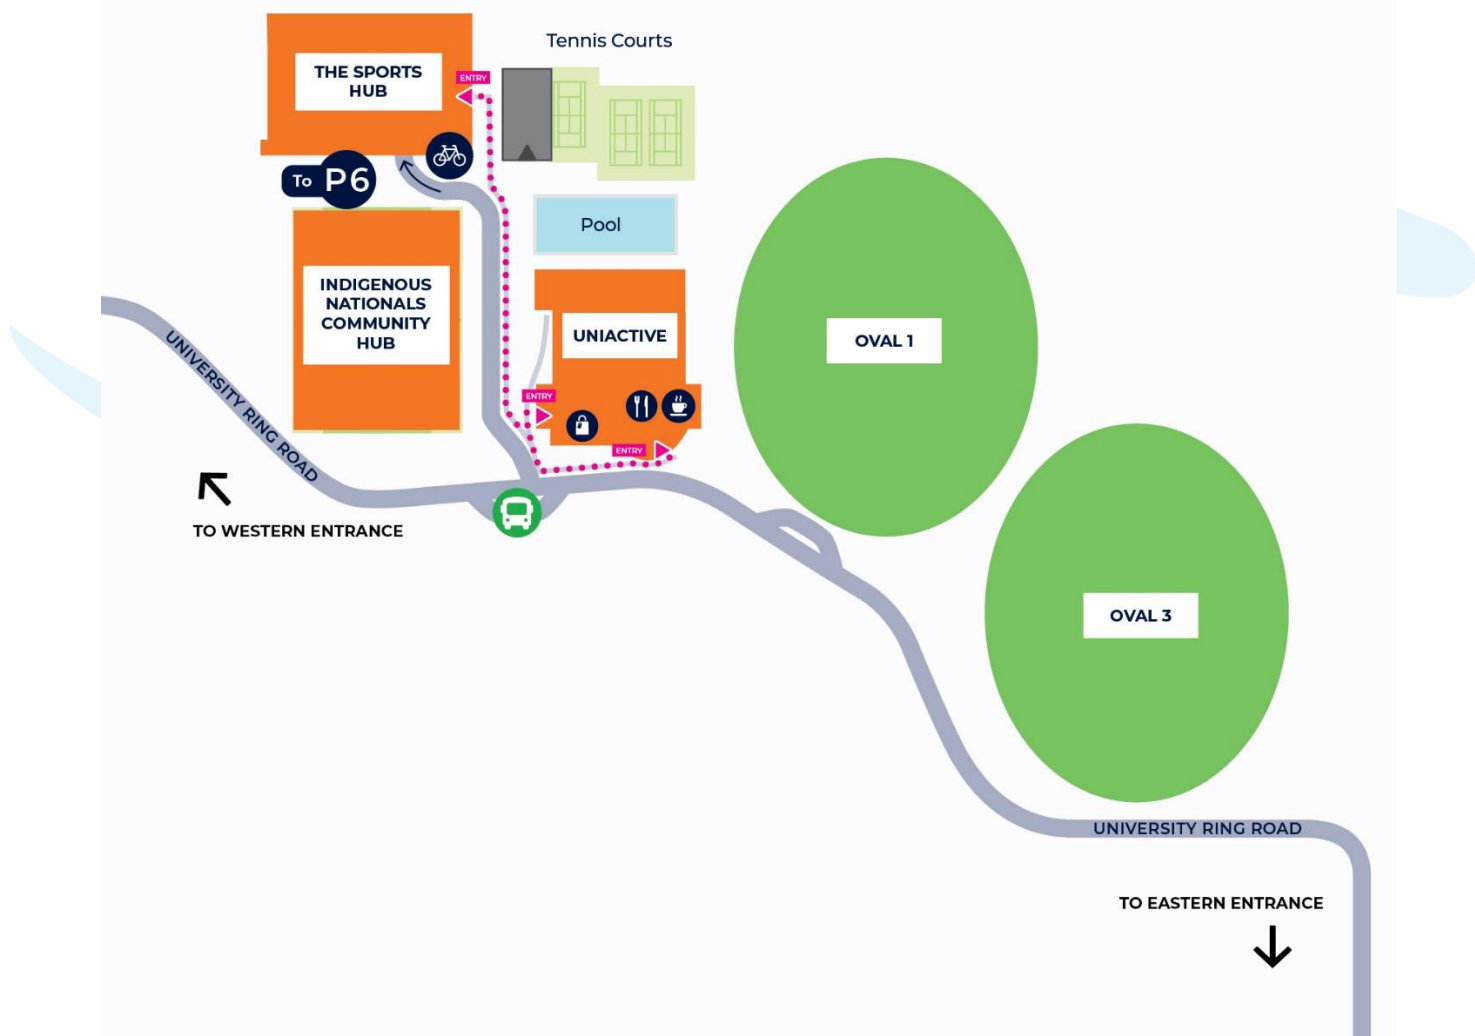 Tennis Courts
THE SPORTS
HUB
ENTRY
To P6
Pool
INDIGENOUS
NATIONALS
COMMUNITY
HUB
UNIACTIVE
OVAL 1
UNIVERSITY RING ROAD
ENTRY
ENTRY
TO WESTERN ENTRANCE
OVAL 3
UNIVERSITY RING ROAD
TO EASTERN ENTRANCE